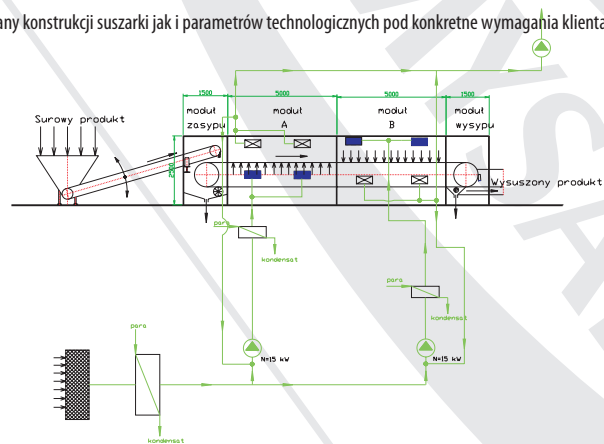 any konstrukcji suszarki jak i parametrów technologicznych pod konkretne wymagania klienta
1500 5000 5000 1500
moduł zasypu
moduł A
moduł B
moduł wysypu
Surowy produkt
2500
Wysuszony produkt
para
kondensat
para
kondensat
N=15 kW
N=15 kW
para
kondensat